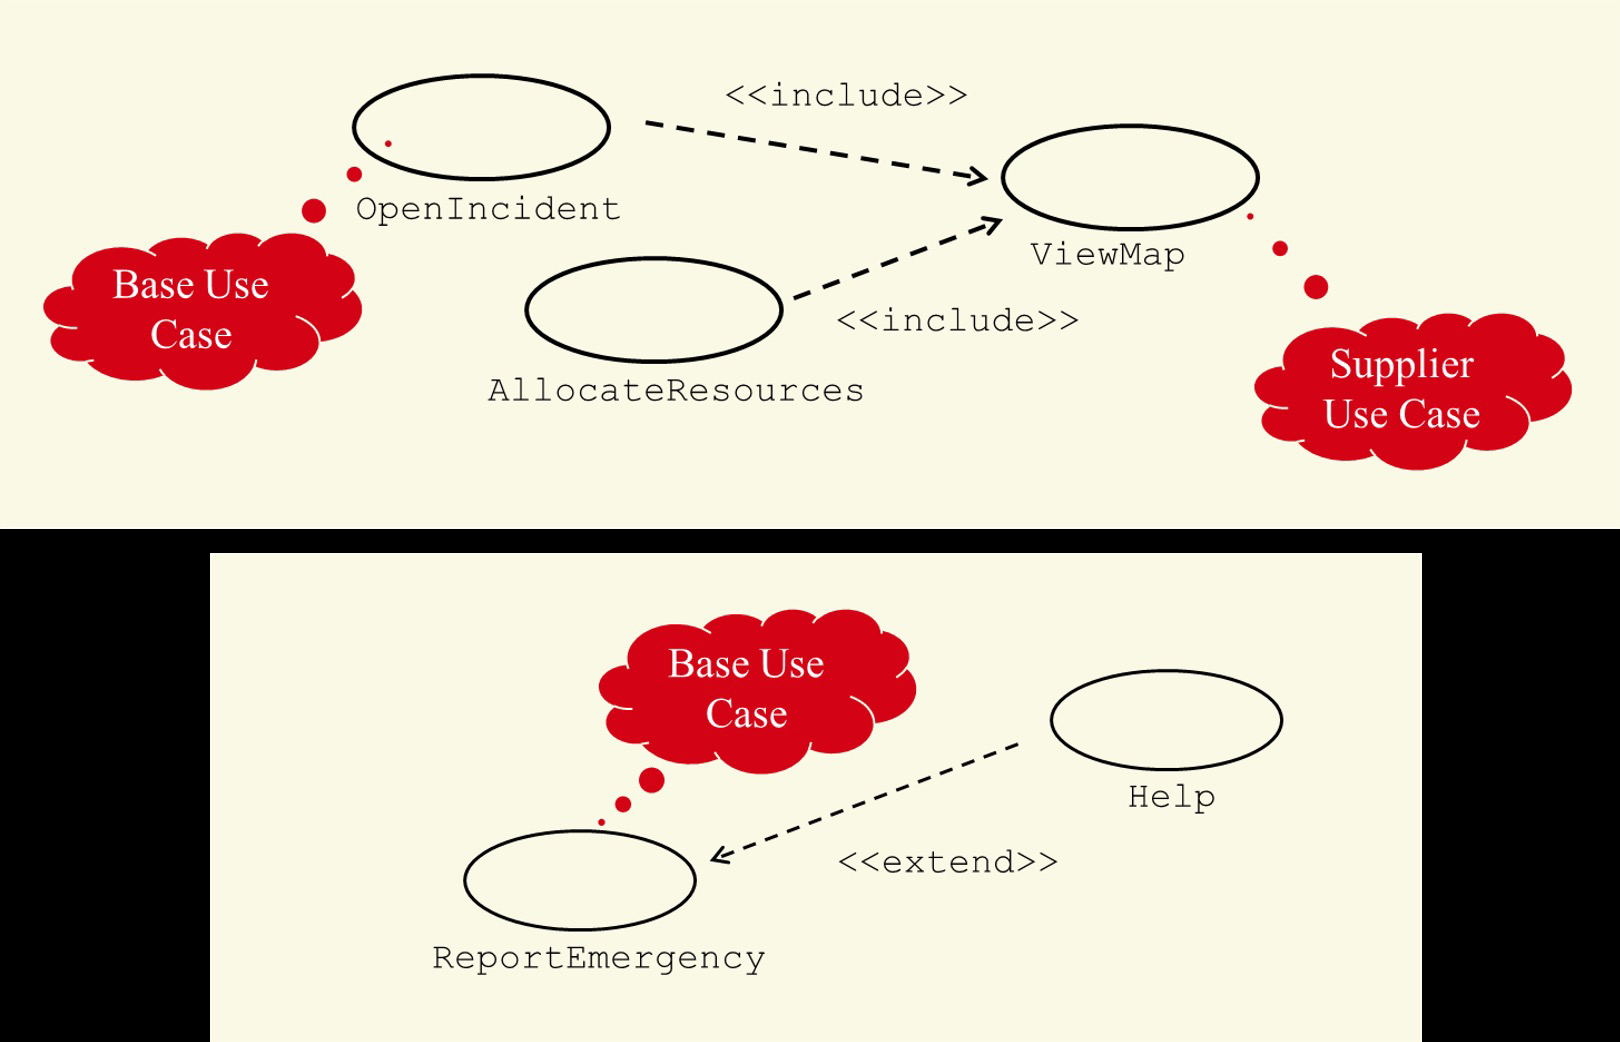 <<include>>
OpenIncident
ViewMap
Base Use
Case
<<include>>
AllocateResources
Supplier
Use Case
Base Use
Case
Help
<<extend>>
ReportEmergency